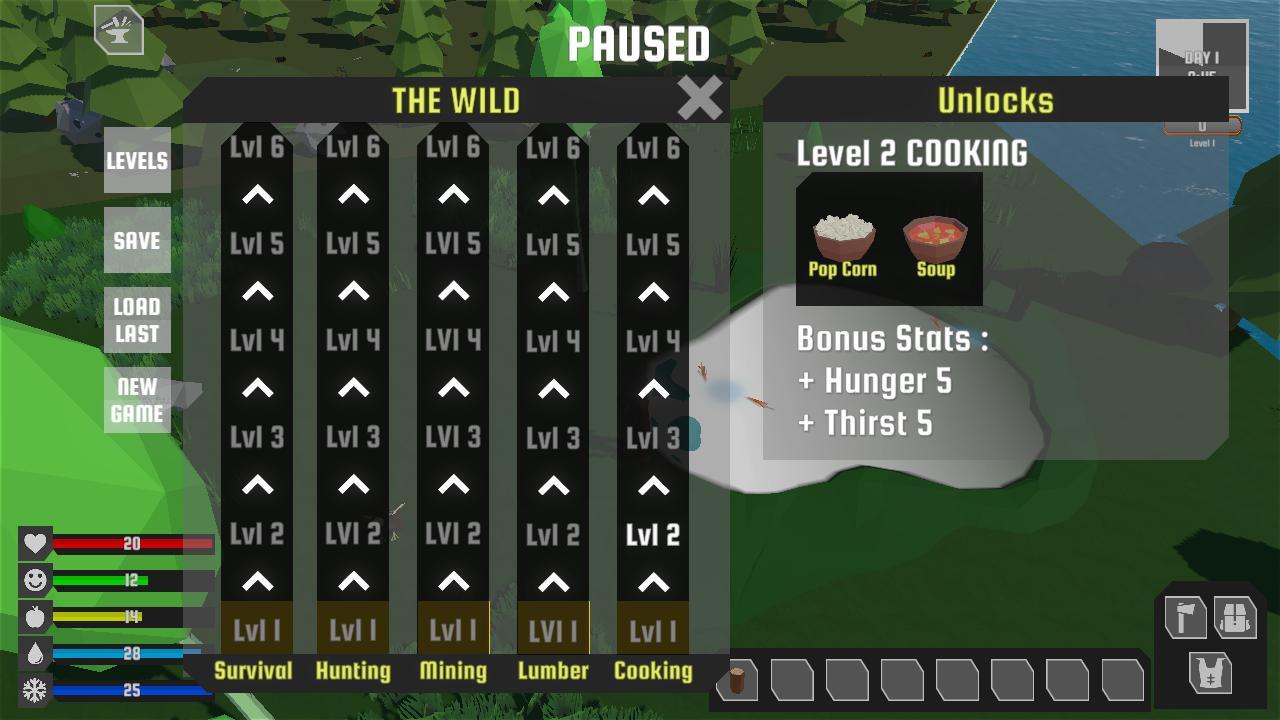 PAUSED
DAY 1
THE WILD
Unlocks
0
Level 1
LEVELS
SAVE
LOAD
LAST
NEW
GAME
Lvl 6 Lvl 6 Lvl 6 Lvl 6 Lvl 6
Lvl 5 Lvl 5 LVl 5 Lvl 5 Lvl 5
Lvl 4 Lvl 4 LVl 4 Lvl 4 Lvl 4
Lvl 3 Lvl 3 LVl 3 Lvl 3 Lvl 3
Lvl 2 LVl 2 LVl 2 Lvl 2 Lvl 2
Lvl 1 Lvl 1 Lvl 1 LVl 1 Lvl 1
Survival Hunting Mining Lumber Cooking
Level 2 COOKING
Pop Corn Soup
Bonus Stats :
+ Hunger 5
+ Thirst 5
20
12
14
28
25